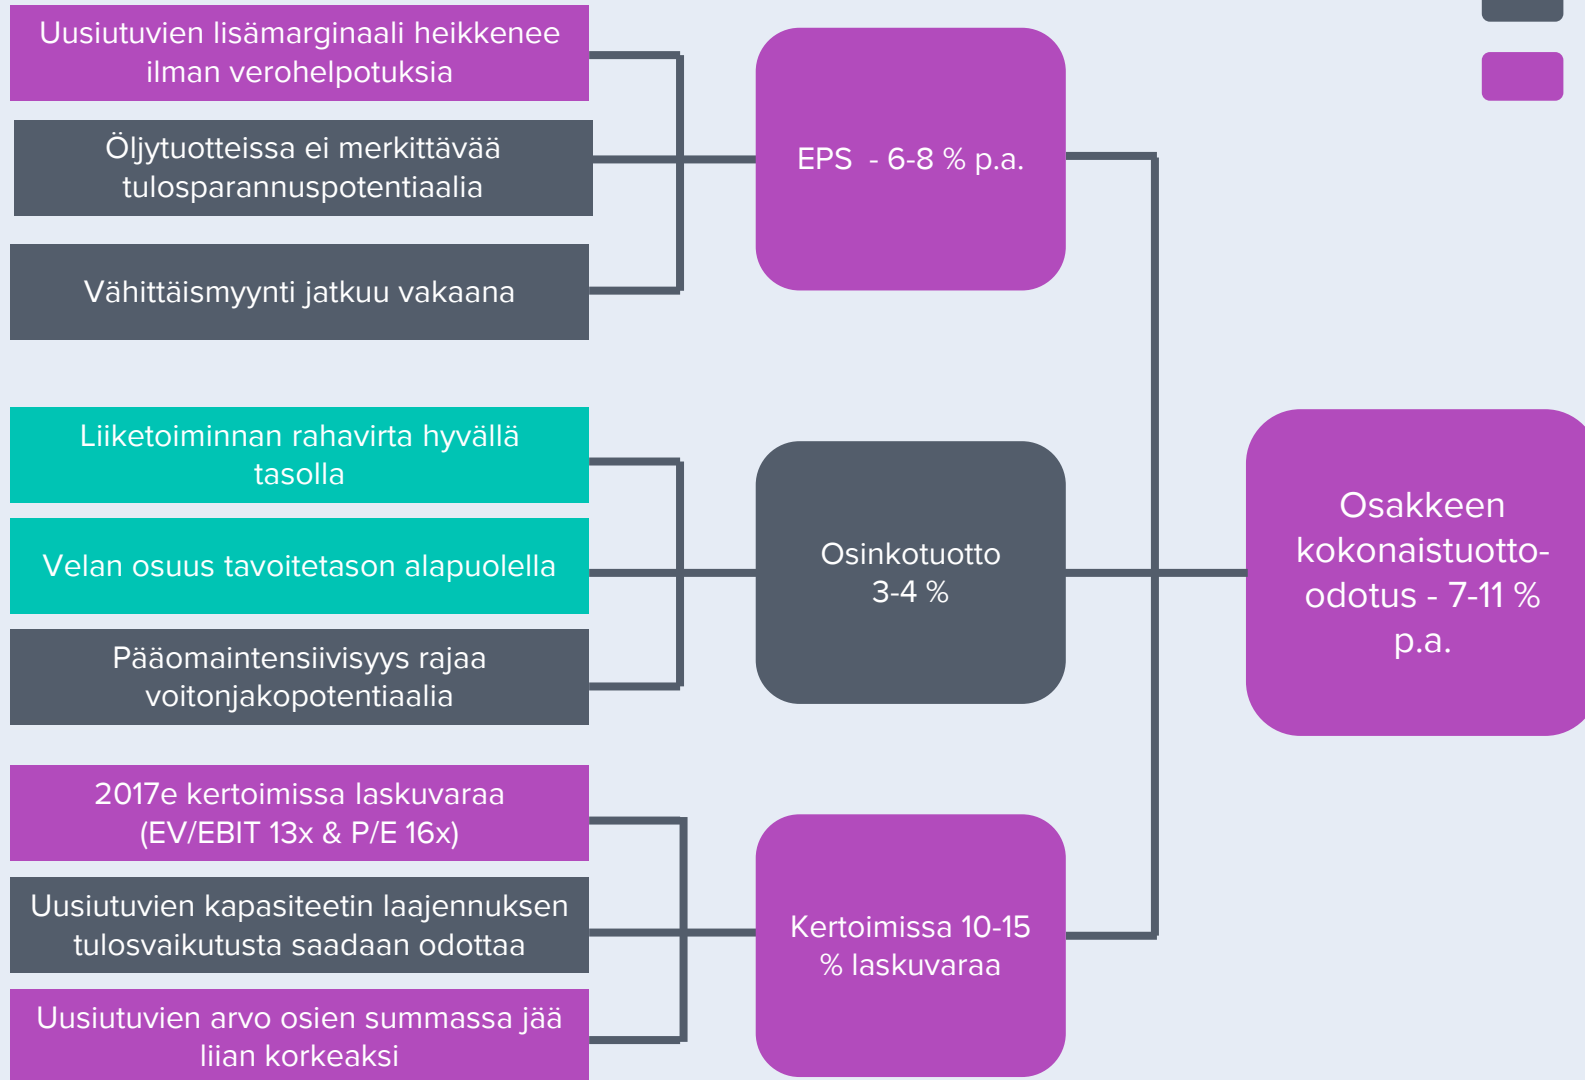 Uusiutuvien lisämarginaali heikkenee
ilman verohelpotuksia
Öljytuotteissa ei merkittävää
tulosparannuspotentiaalia
Vähittäismyynti jatkuu vakaana
EPS  - 6-8 % p.a.
Liiketoiminnan rahavirta hyvällä
tasolla
Velan osuus tavoitetason alapuolella
Pääomaintensiivisyys rajaa
voitonjakopotentiaalia
Osinkotuotto
3-4 %
2017e kertoimissa laskuvaraa
(EV/EBIT 13x & P/E 16x)
Uusiutuvien kapasiteetin laajennuksen
tulosvaikutusta saadaan odottaa
Uusiutuvien arvo osien summassa jää
liian korkeaksi
Kertoimissa 10-15
% laskuvaraa
Osakkeen
kokonaistuotto-
odotus - 7-11 %
p.a.